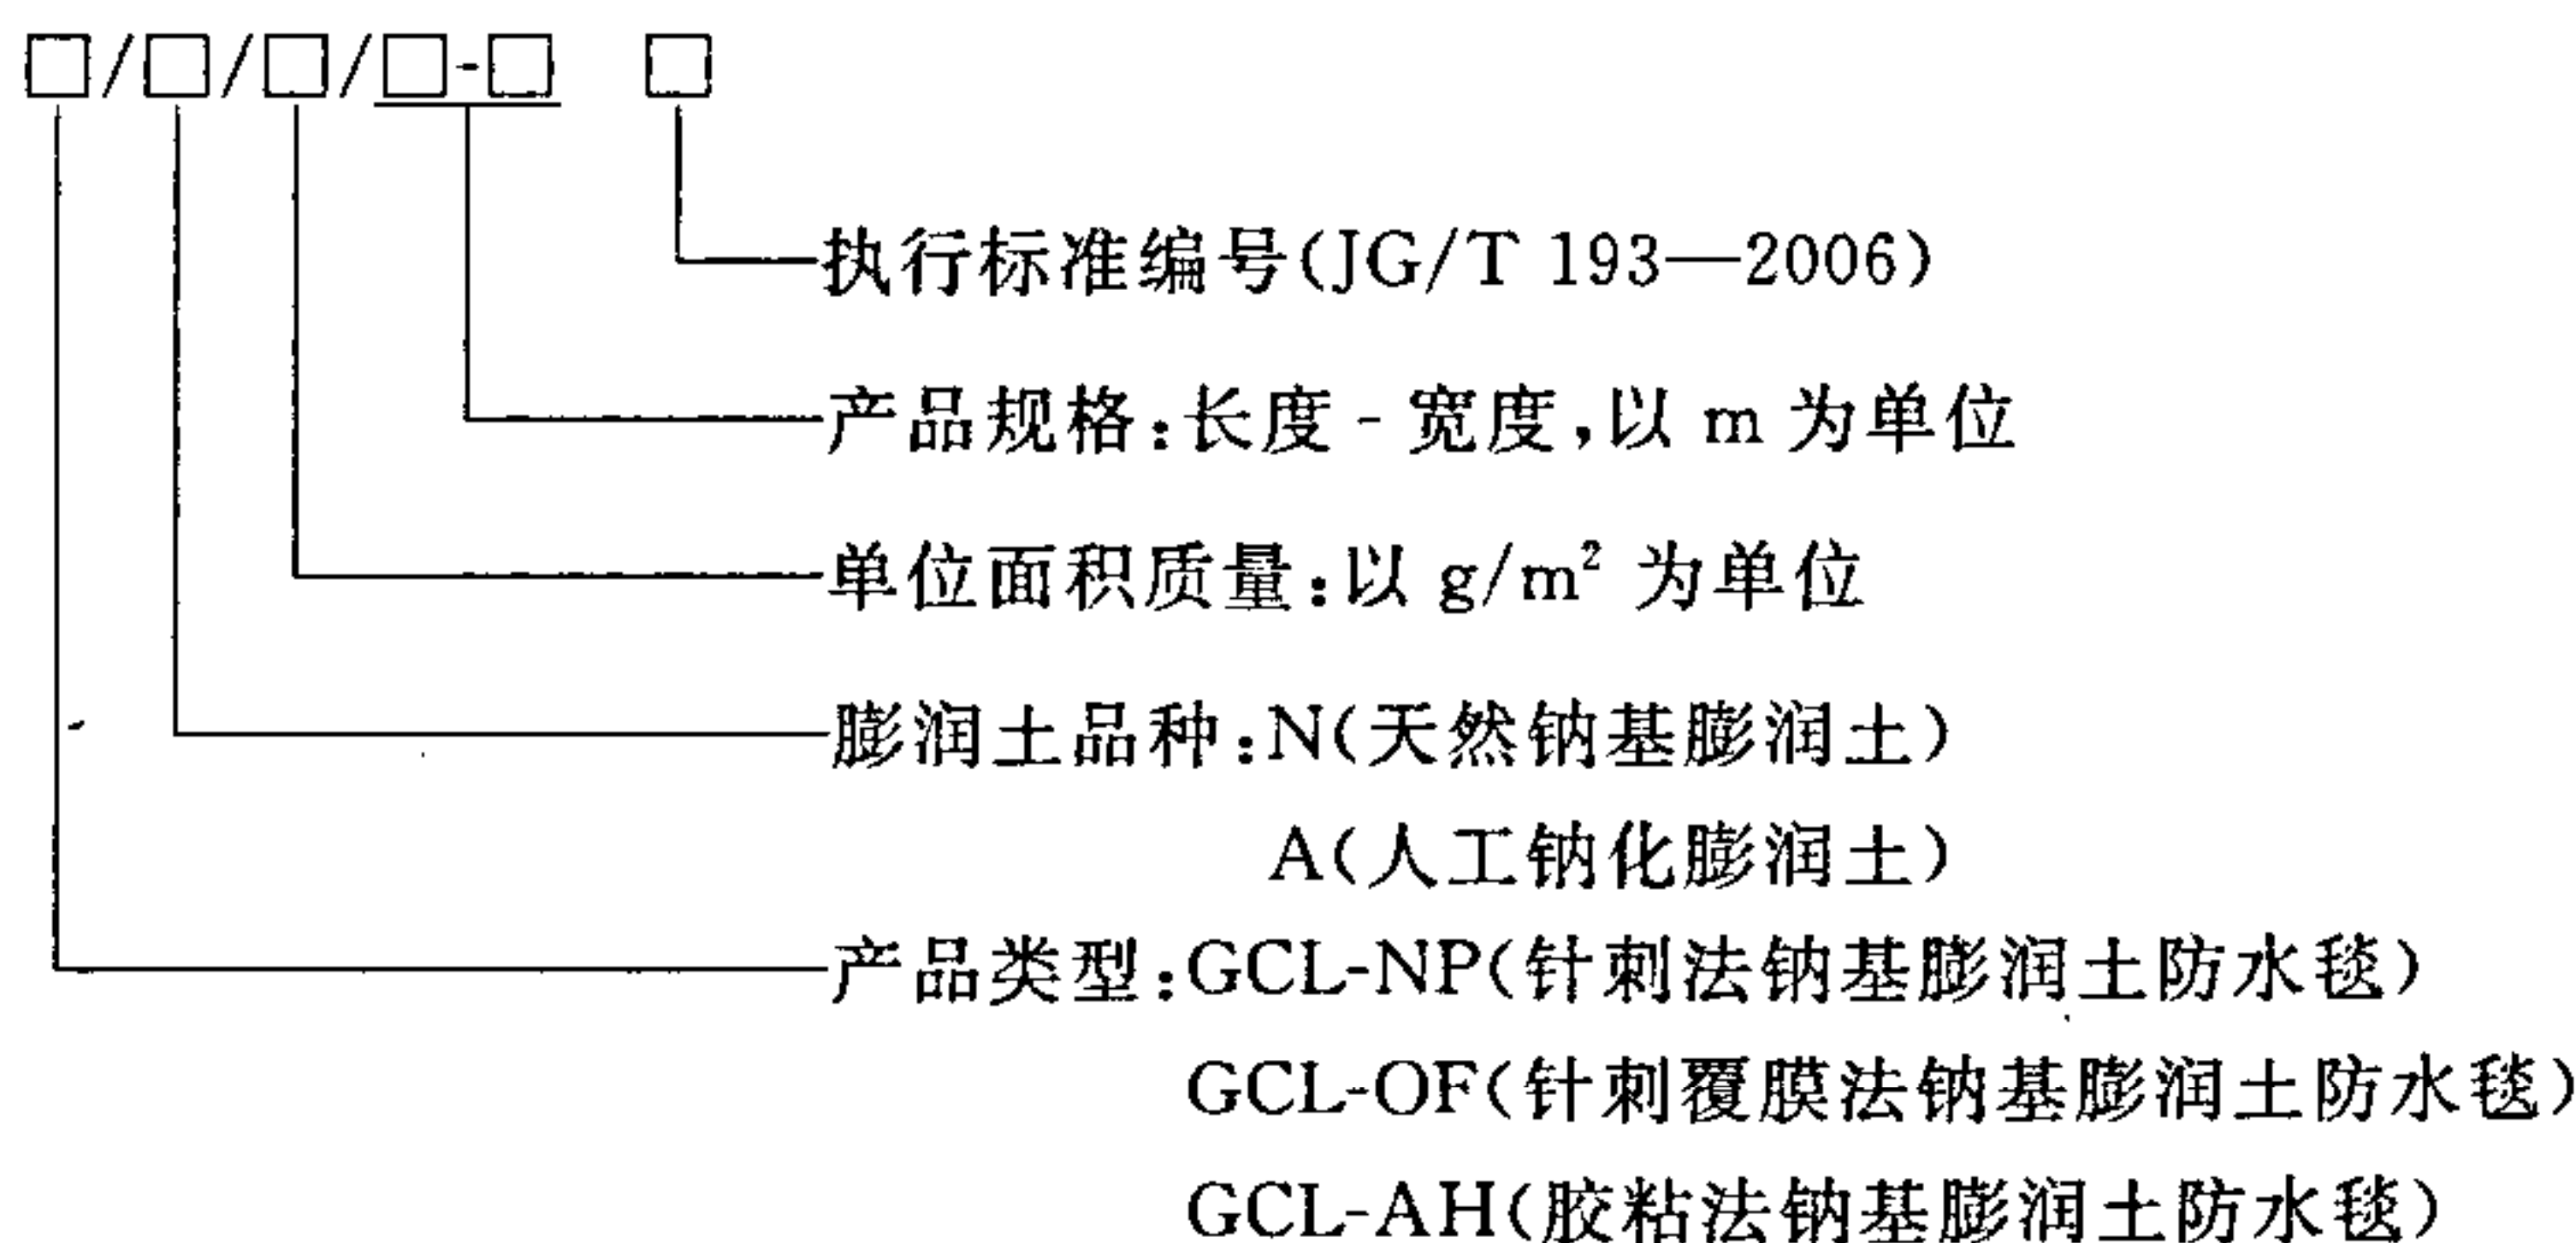 □/□/□/□-□ □
执行标准编号(JG/T 193—2006)
产品规格:长度-宽度,以 m 为单位
单位面积质量:以 g/m² 为单位
膨润土品种:N(天然钠基膨润土)
A(人工钠化膨润土)
产品类型:GCL-NP(针刺法钠基膨润土防水毯)
GCL-OF(针刺覆膜法钠基膨润土防水毯)
GCL-AH(胶粘法钠基膨润土防水毯)